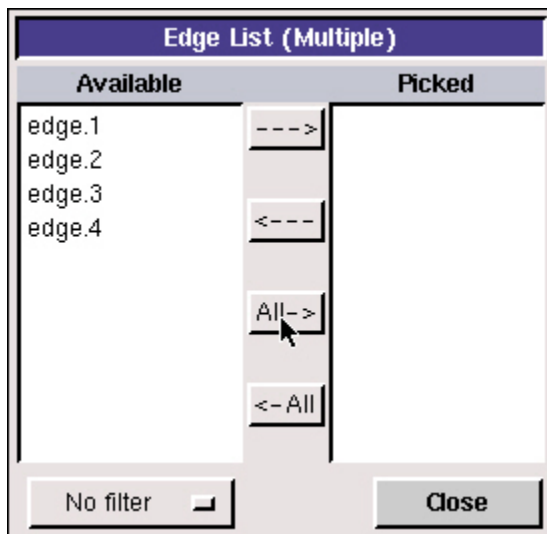 Edge List (Multiple)
Available Picked
edge.1
edge.2
edge.3
edge.4
--->
<---
All->
<-All
No filter Close